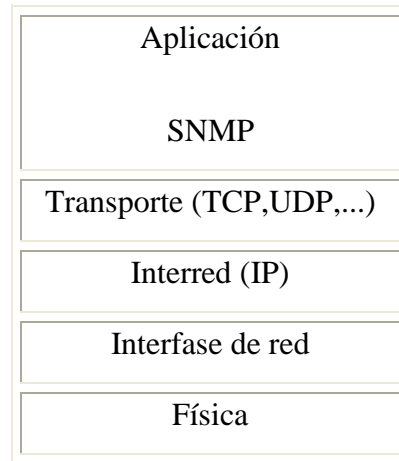 Aplicación
SNMP
Transporte (TCP,UDP,...)
Interred (IP)
Interfase de red
Física